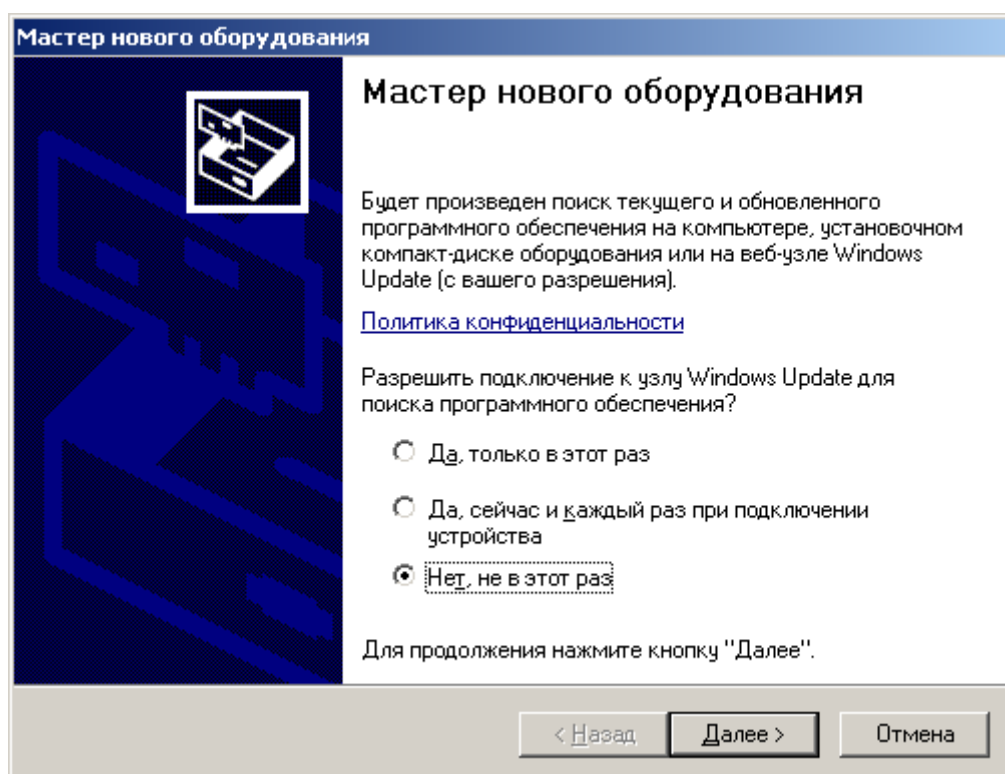 Мастер нового оборудования
Мастер нового оборудования
Будет произведен поиск текущего и обновленного
программного обеспечения на компьютере, установочном
компакт-диске оборудования или на веб-узле Windows
Update (с вашего разрешения).
Политика конфиденциальности
Разрешить подключение к узлу Windows Update для
поиска программного обеспечения?
Да, только в этот раз
Да, сейчас и каждый раз при подключении
устройства
Нет, не в этот раз
Для продолжения нажмите кнопку "Далее".
< Назад Далее > Отмена